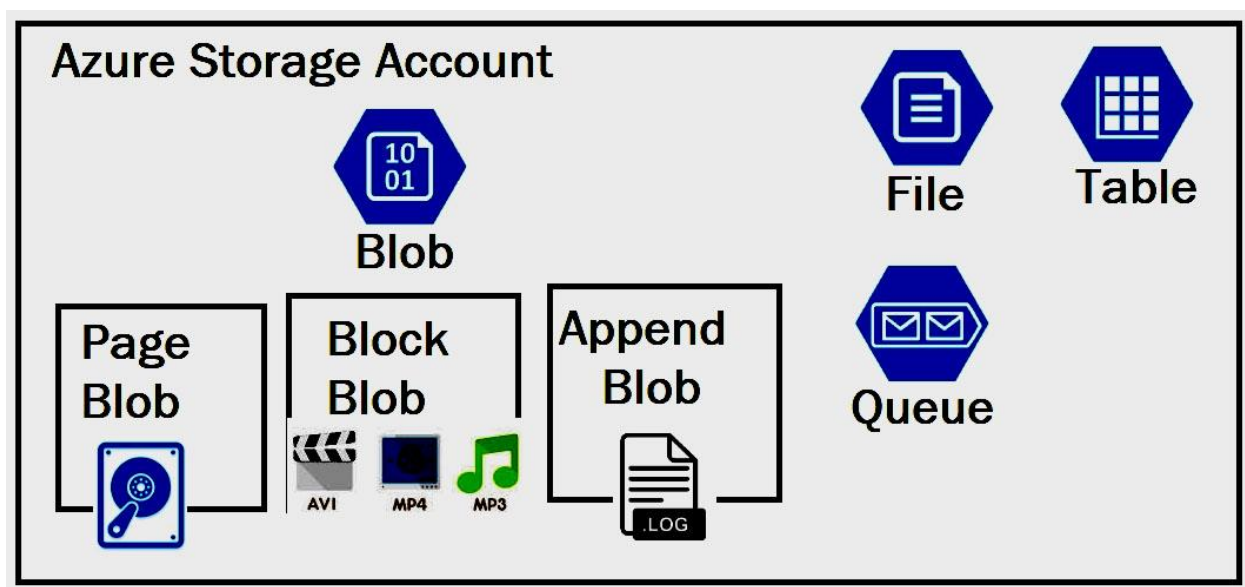 Azure Storage Account
10
01
Blob
File
Table
Page
Blob
Block
Blob
Append
Blob
Queue
AVI
MP4
MP3
.LOG